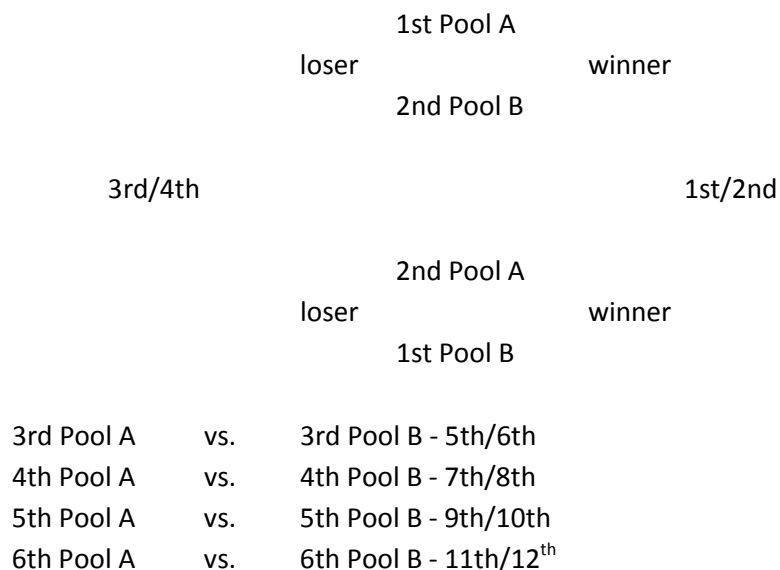 1st Pool A
loser winner
2nd Pool B
3rd/4th 1st/2nd
2nd Pool A
loser winner
1st Pool B
3rd Pool A vs. 3rd Pool B - 5th/6th
4th Pool A vs. 4th Pool B - 7th/8th
5th Pool A vs. 5th Pool B - 9th/10th
6th Pool A vs. 6th Pool B - 11th/12th